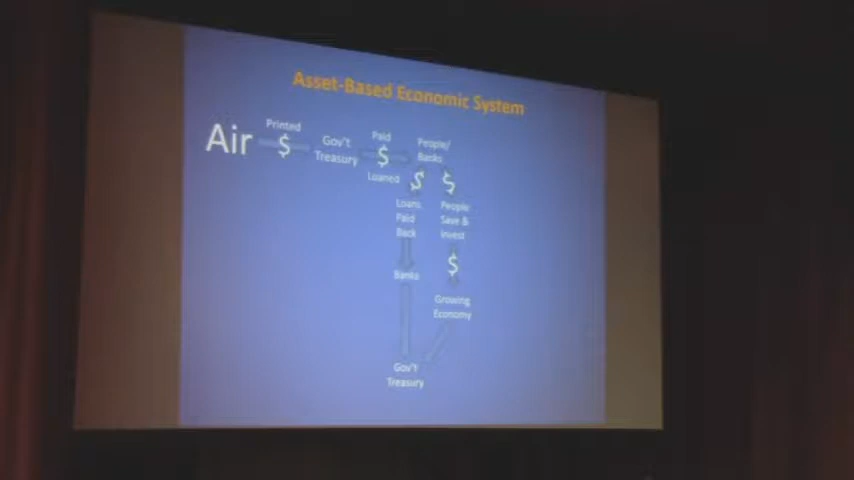 Asset-Based Economic System
Printed
Air
$
Gov't
Treasury
Paid
$
Loaned
People/
Banks
$
$
Loans
Paid
Back
People
Save &
Invest
$
Banks
Growing
Economy
Gov't
Treasury